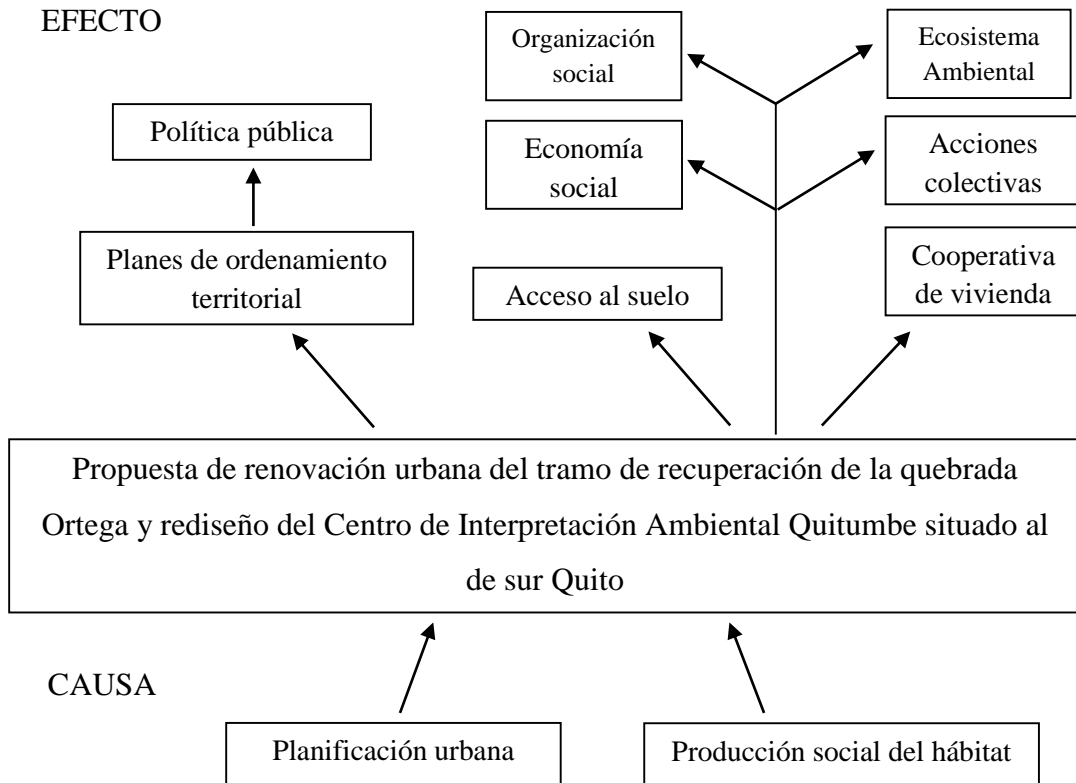 EFECTO
Organización
social
Ecosistema
Ambiental
Política pública
Economía
social
Acciones
colectivas
Planes de ordenamiento
territorial
Acceso al suelo
Cooperativa
de vivienda
Propuesta de renovación urbana del tramo de recuperación de la quebrada
Ortega y rediseño del Centro de Interpretación Ambiental Quitumbe situado al
de sur Quito
CAUSA
Planificación urbana
Producción social del hábitat